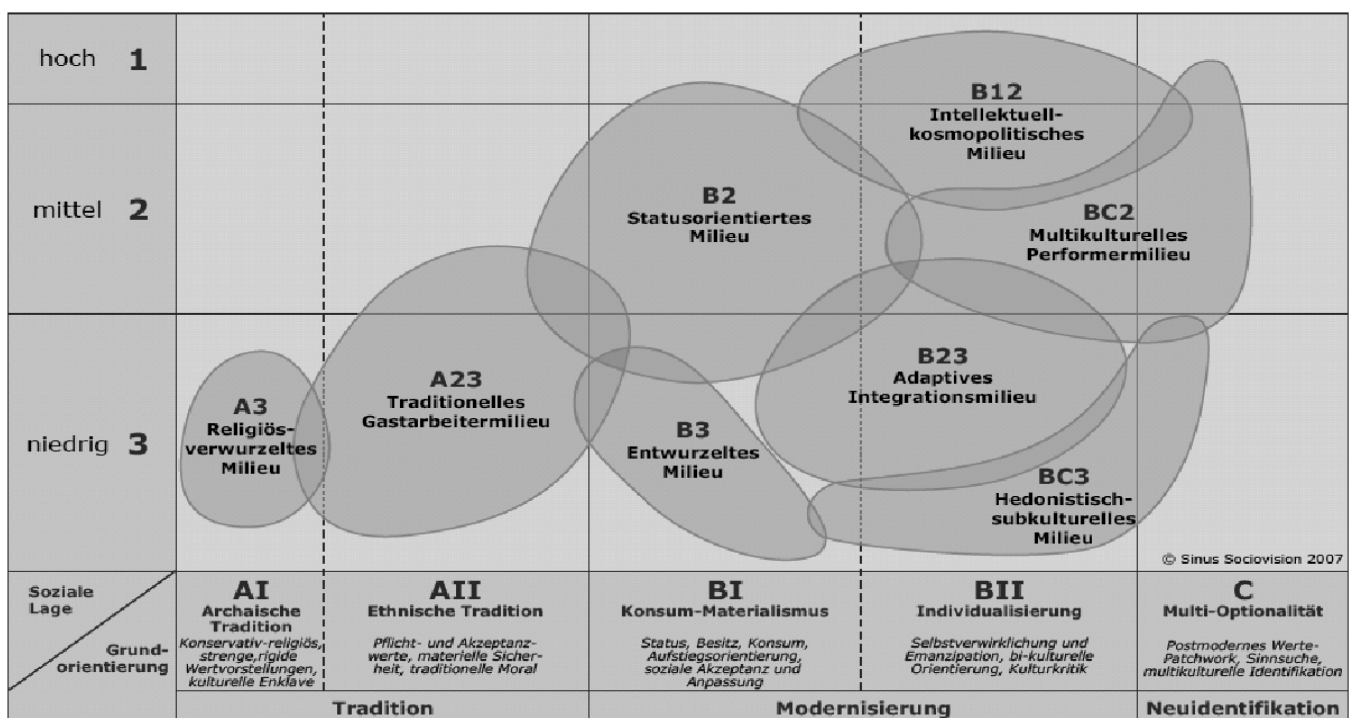 hoch 1
B12
Intellektuell-
kosmopolitisches
Milieu
mittel 2
B2
Statusorientiertes
Milieu
BC2
Multikulturelles
Performermilieu
niedrig 3
A3
Religiös-
verwurzeltes
Milieu
A23
Traditionelles
Gastarbeitermilieu
B3
Entwurzeltes
Milieu
B23
Adaptives
Integrationsmilieu
BC3
Hedonistisch-
subkulturelles
Milieu
© Sinus Sociovision 2007
Soziale
Lage
Grund-
orientierung
AI
Archaische
Tradition
Konservativ-religiös,
strenge,rigide
Wertvorstellungen,
kulturelle Enklave
AII
Ethnische Tradition
Pflicht- und Akzeptanz-
werte, materielle Sicher-
heit, traditionelle Moral
BI
Konsum-Materialismus
Status, Besitz, Konsum,
Aufstiegsorientierung,
soziale Akzeptanz und
Anpassung
BII
Individualisierung
Selbstverwirklichung und
Emanzipation, bi-kulturelle
Orientierung, Kulturkritik
C
Multi-Optionalität
Postmodernes Werte-
Patchwork, Sinnsuche,
multikulturelle Identifikation
Tradition
Modernisierung
Neuidentifikation